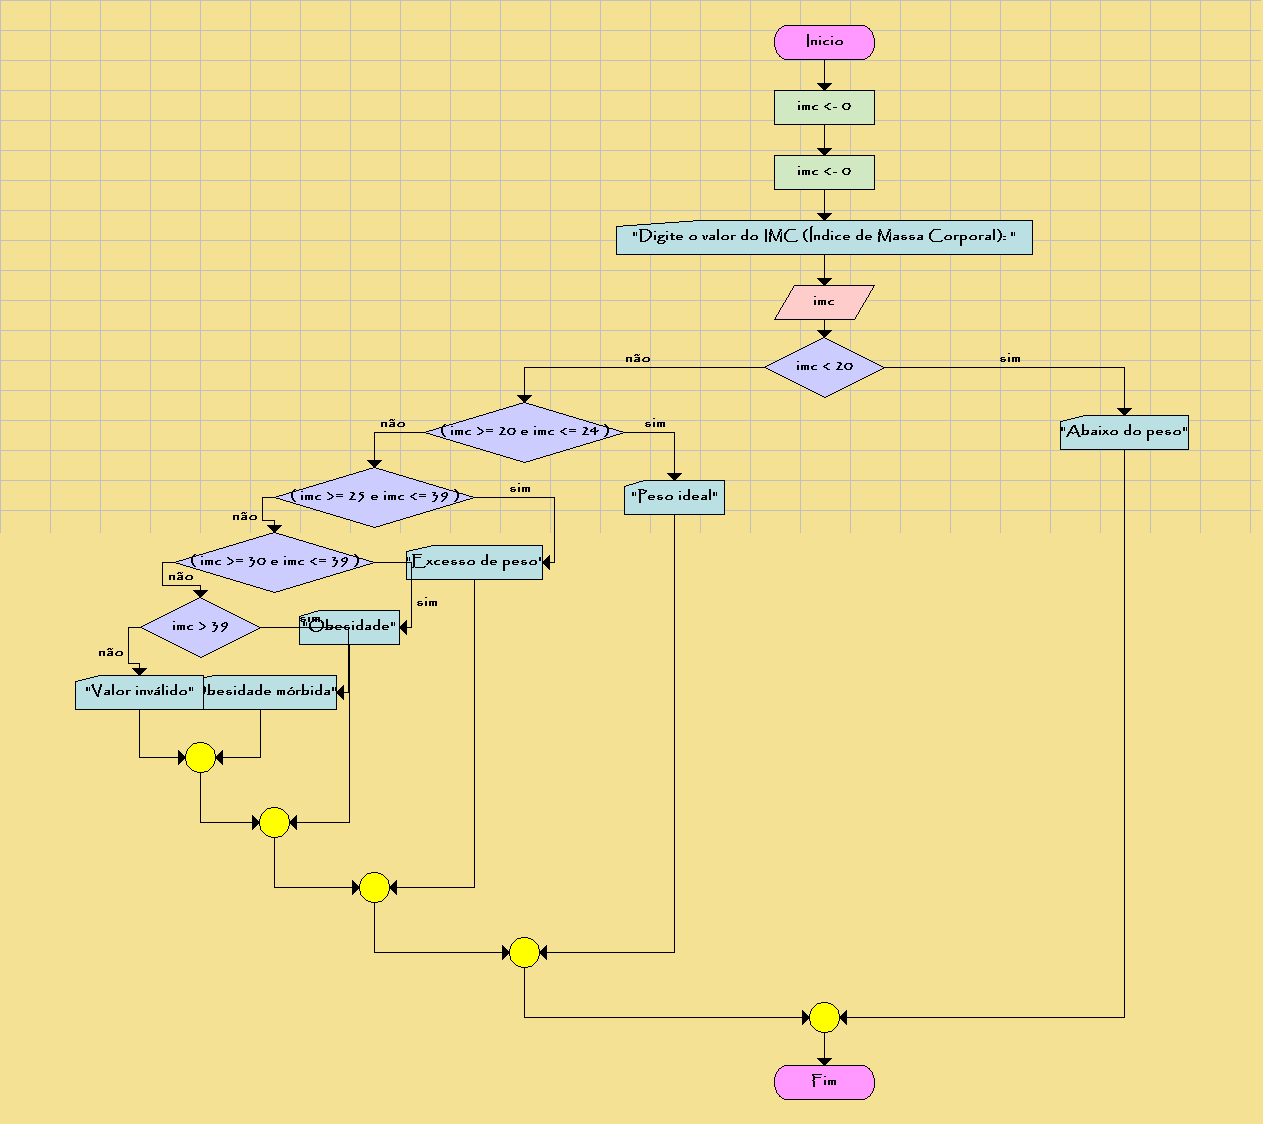 Inicio
imc <- 0
imc <- 0
"Digite o valor do IMC (Índice de Massa Corporal): "
imc
não
imc < 20
sim
não
( imc >= 20 e imc <= 24 )
sim
"Abaixo do peso"
não
( imc >= 25 e imc <= 39 )
sim
"Peso ideal"
não
( imc >= 30 e imc <= 39 )
"Excesso de peso"
não
sim
imc > 39
sim
"Obesidade"
não
"Valor inválido"
Obesidade mórbida"
Fim